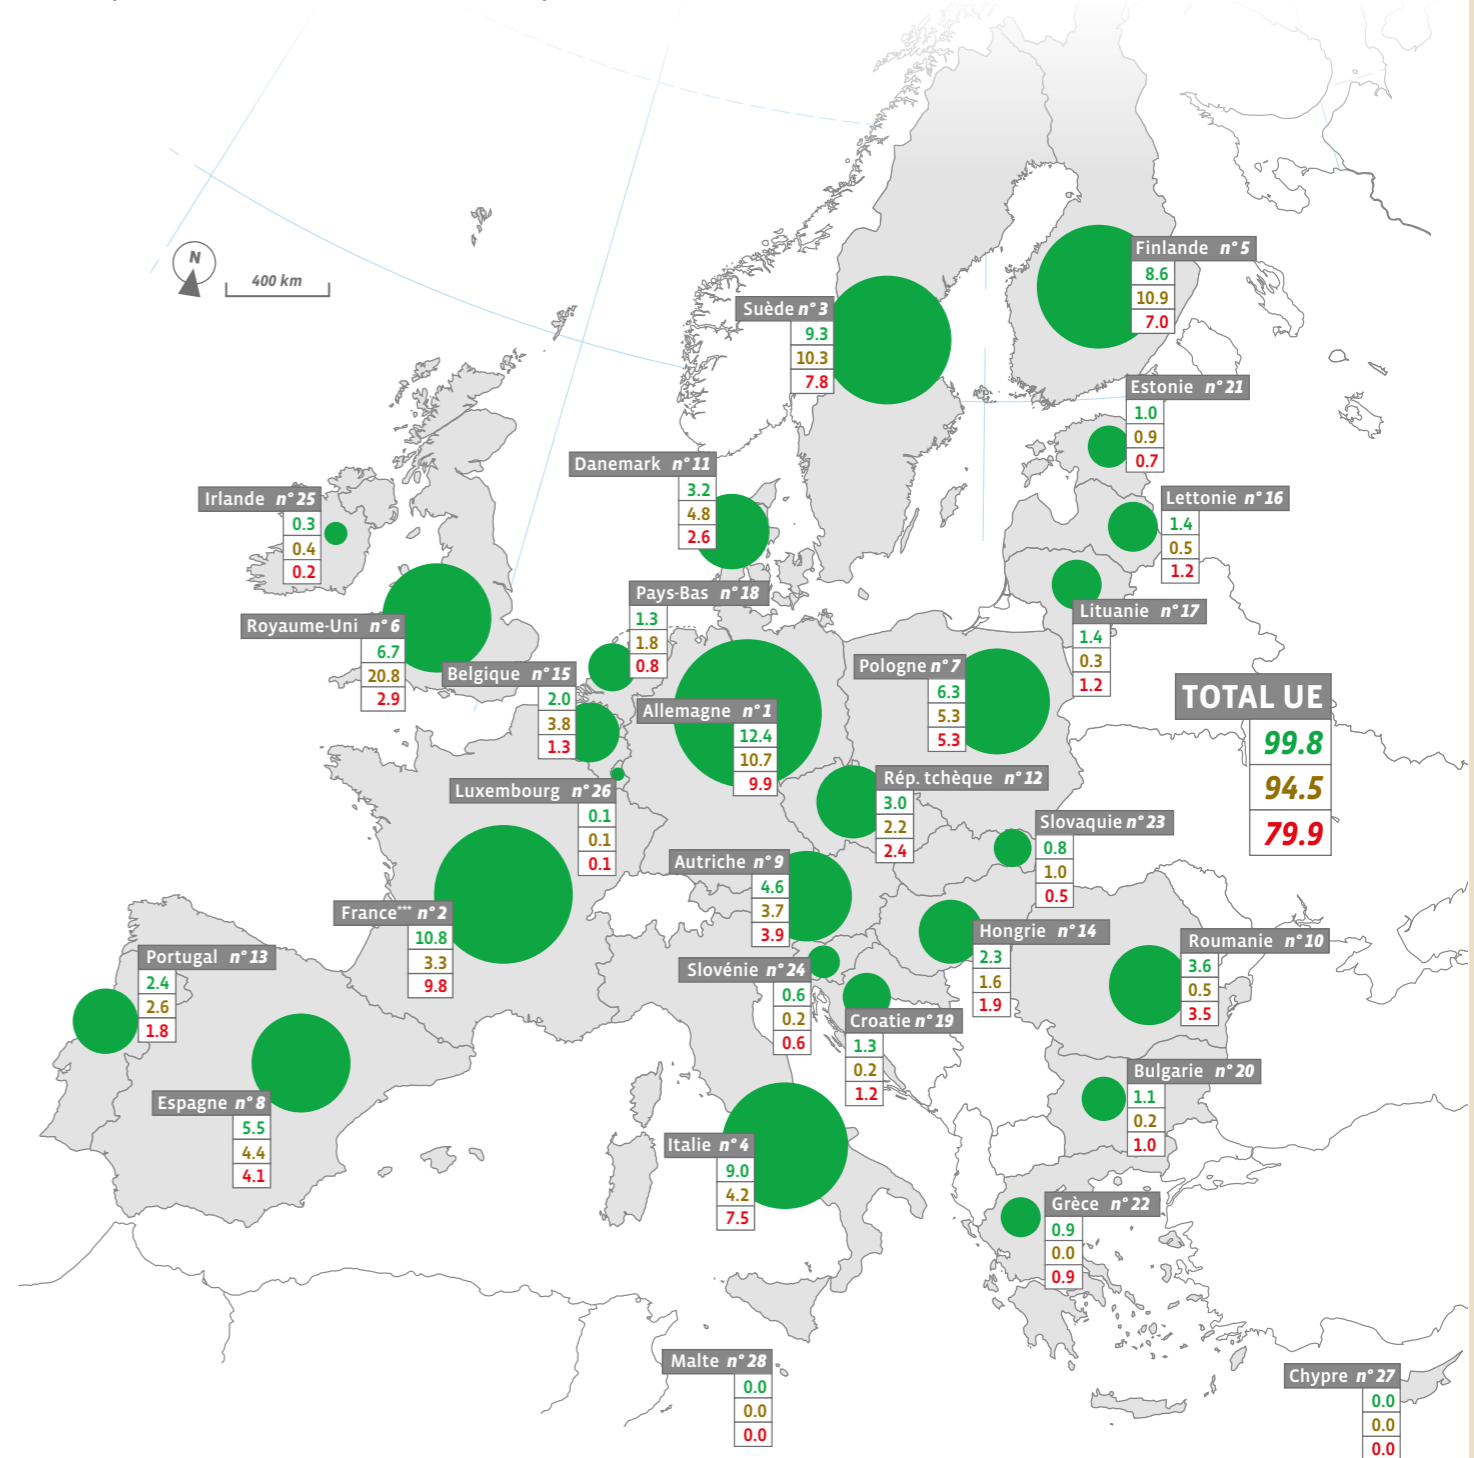 N
400 km
Finlande n° 5
8.6
10.9
7.0
Suède n° 3
9.3
10.3
7.8
Estonie n° 21
1.0
0.9
0.7
Danemark n° 11
3.2
4.8
2.6
Irlande n° 25
0.3
0.4
0.2
Lettonie n° 16
1.4
0.5
1.2
Pays-Bas n° 18
1.3
1.8
0.8
Lituanie n° 17
1.4
0.3
1.2
Royaume-Uni n° 6
6.7
20.8
2.9
Belgique n° 15
2.0
3.8
1.3
Pologne n° 7
6.3
5.3
5.3
TOTAL UE
99.8
94.5
79.9
Allemagne n° 1
12.4
10.7
9.9
Luxembourg n° 26
0.1
0.1
0.1
Rép. tchèque n° 12
3.0
2.2
2.4
Slovaquie n° 23
0.8
1.0
0.5
Autriche n° 9
4.6
3.7
3.9
France*** n° 2
10.8
3.3
9.8
Hongrie n° 14
2.3
1.6
1.9
Roumanie n° 10
3.6
0.5
3.5
Portugal n° 13
2.4
2.6
1.8
Slovénie n° 24
0.6
0.2
0.6
Croatie n° 19
1.3
0.2
1.2
Bulgarie n° 20
1.1
0.2
1.0
Espagne n° 8
5.5
4.4
4.1
Italie n° 4
9.0
4.2
7.5
Grèce n° 22
0.9
0.0
0.9
Malte n° 28
0.0
0.0
0.0
Chypre n° 27
0.0
0.0
0.0